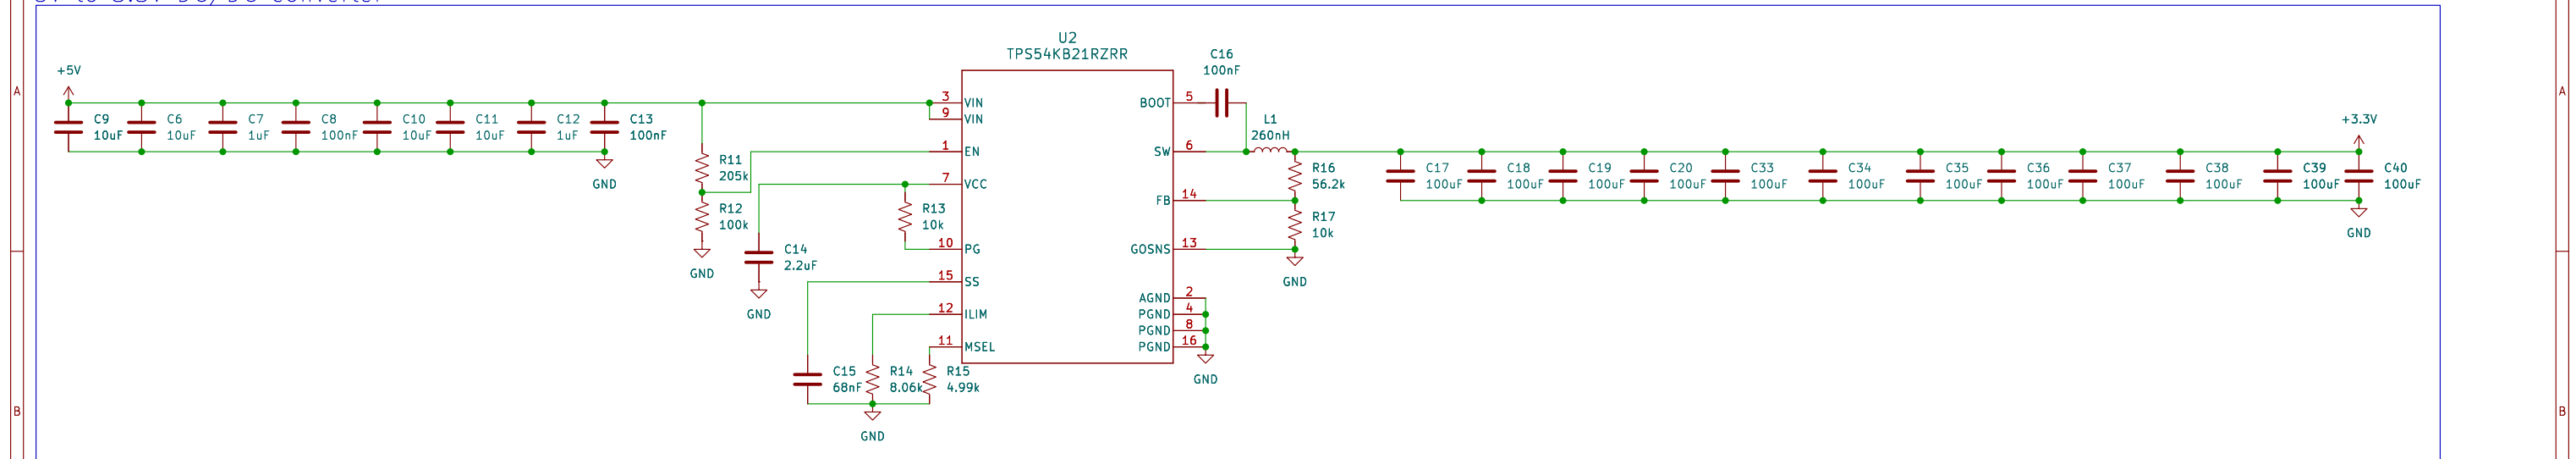 U2
TPS54KB21RZRR
C16
100nF
+5V
A
A
3
VIN
9
VIN
BOOT
5
C9
10uF
C6
10uF
C7
1uF
C8
100nF
C10
10uF
C11
10uF
C12
1uF
C13
100nF
L1
260nH
+3.3V
1
EN
SW
6
R11
205k
GND
7
VCC
R16
56.2k
C17
100uF
C18
100uF
C19
100uF
C20
100uF
C33
100uF
C34
100uF
C35
100uF
C36
100uF
C37
100uF
C38
100uF
C39
100uF
C40
100uF
R12
100k
R13
10k
FB
14
R17
10k
GND
10
PG
GOSNS
13
C14
2.2uF
GND
15
SS
GND
AGND
2
GND
12
ILIM
PGND
4
PGND
8
11
MSEL
PGND
16
C15
68nF
R14
8.06k
R15
4.99k
GND
GND
B
B